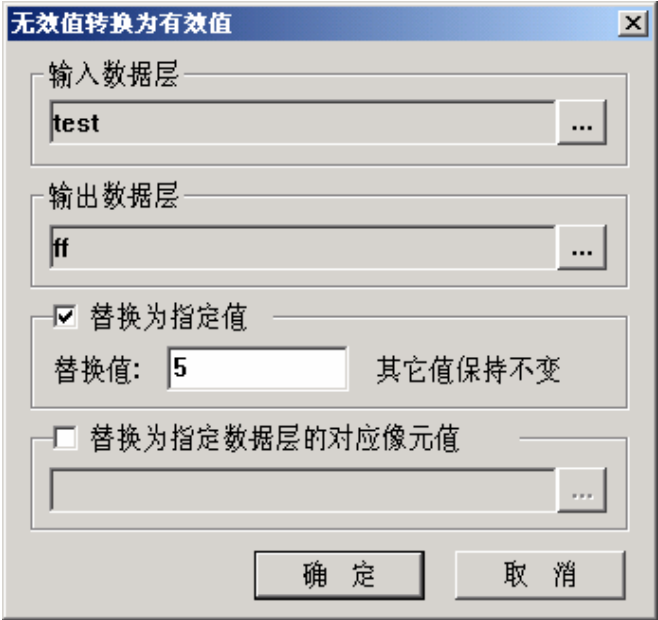 无效值转换为有效值
输入数据层
test
...
输出数据层
ff
...
替换为指定值
替换值: 5 其它值保持不变
替换为指定数据层的对应像元值
...
确 定 取 消